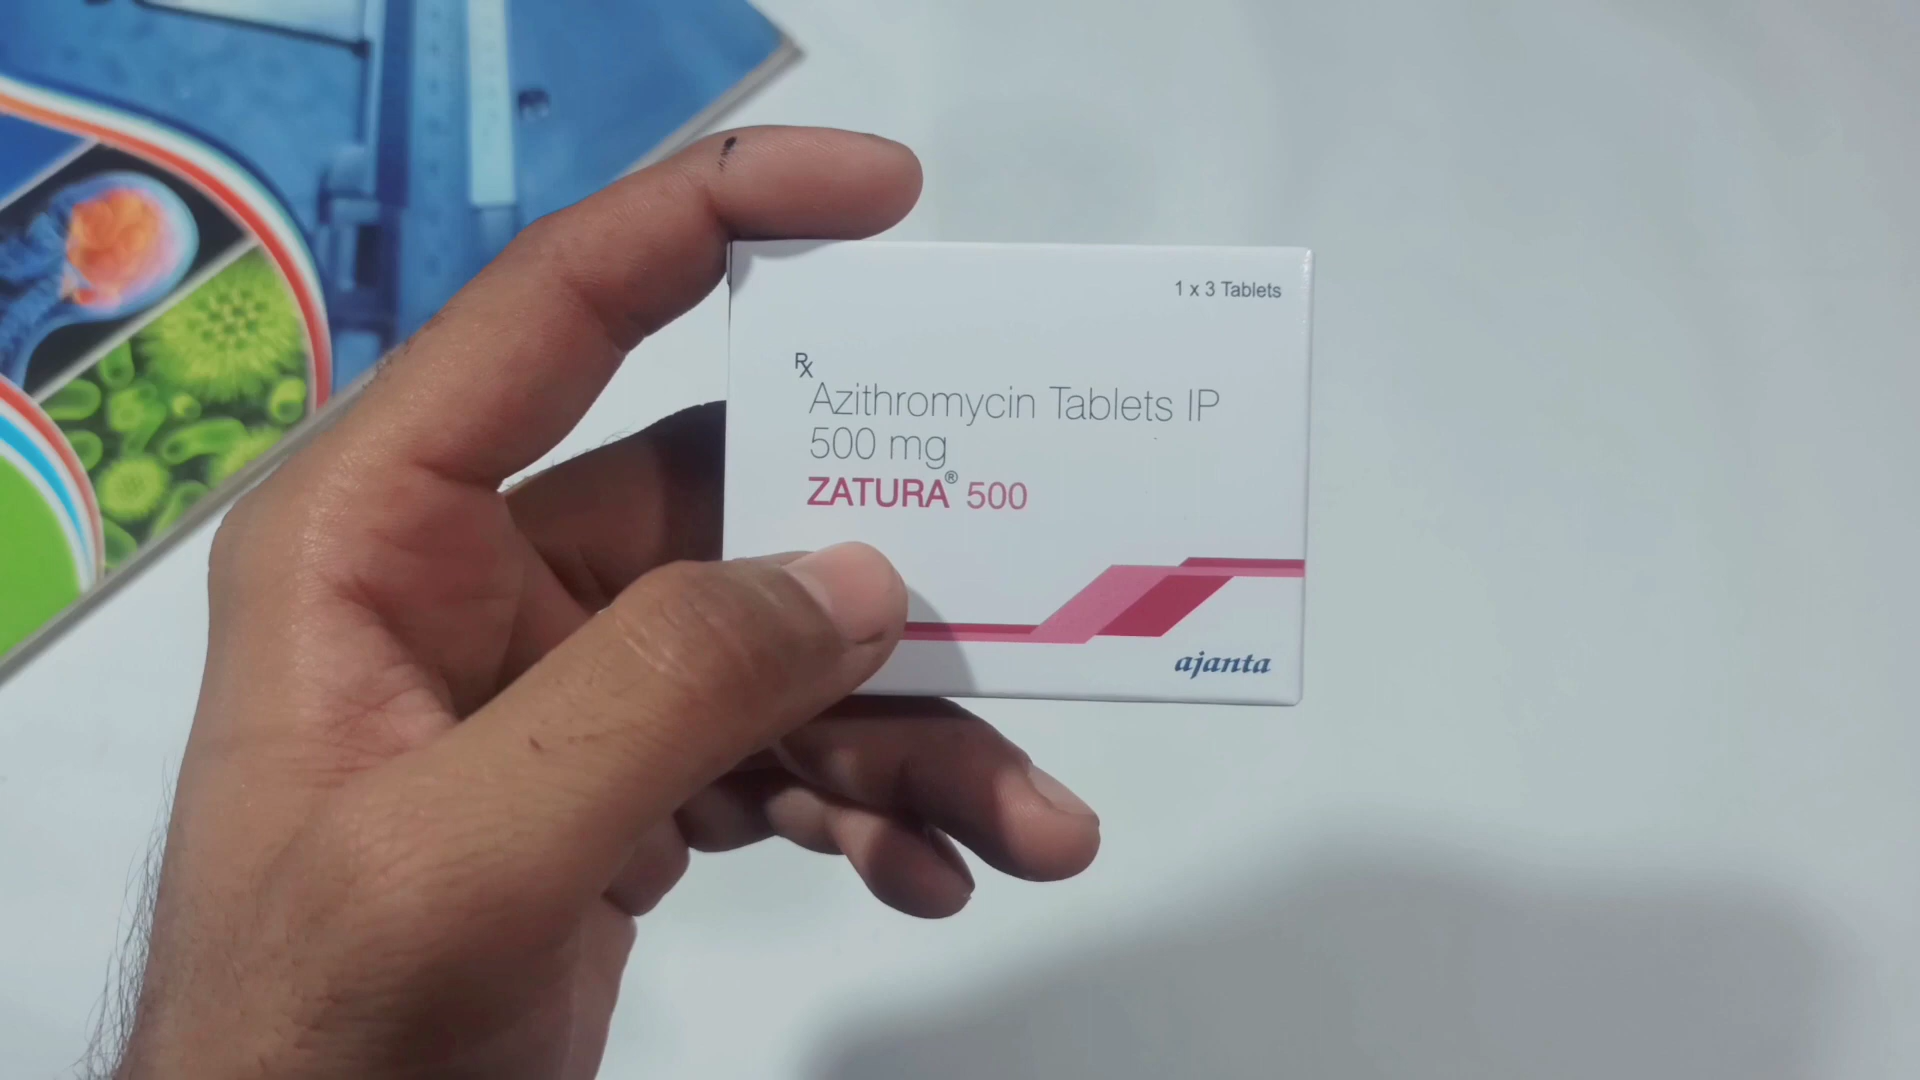 1 x 3 Tablets
Rx
Azithromycin Tablets IP
500 mg
ZATURA® 500
ajanta